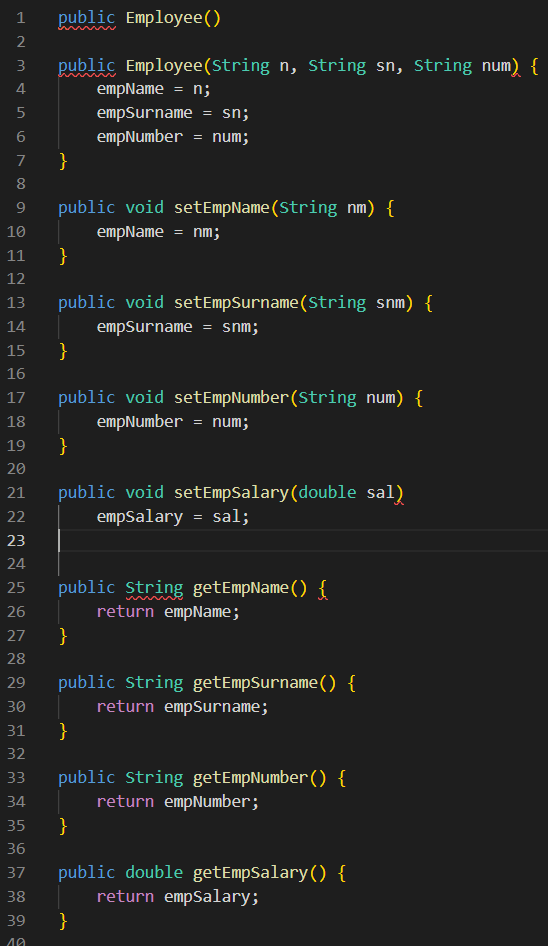 1 public Employee()
2
3 public Employee(String n, String sn, String num) {
4     empName = n;
5     empSurname = sn;
6     empNumber = num;
7 }
8
9 public void setEmpName(String nm) {
10     empName = nm;
11 }
12
13 public void setEmpSurname(String snm) {
14     empSurname = snm;
15 }
16
17 public void setEmpNumber(String num) {
18     empNumber = num;
19 }
20
21 public void setEmpSalary(double sal)
22     empSalary = sal;
23
24
25 public String getEmpName() {
26     return empName;
27 }
28
29 public String getEmpSurname() {
30     return empSurname;
31 }
32
33 public String getEmpNumber() {
34     return empNumber;
35 }
36
37 public double getEmpSalary() {
38     return empSalary;
39 }
40